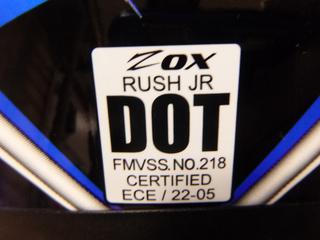 ZOX
RUSH JR
DOT
FMVSS.NO.218
CERTIFIED
ECE / 22-05